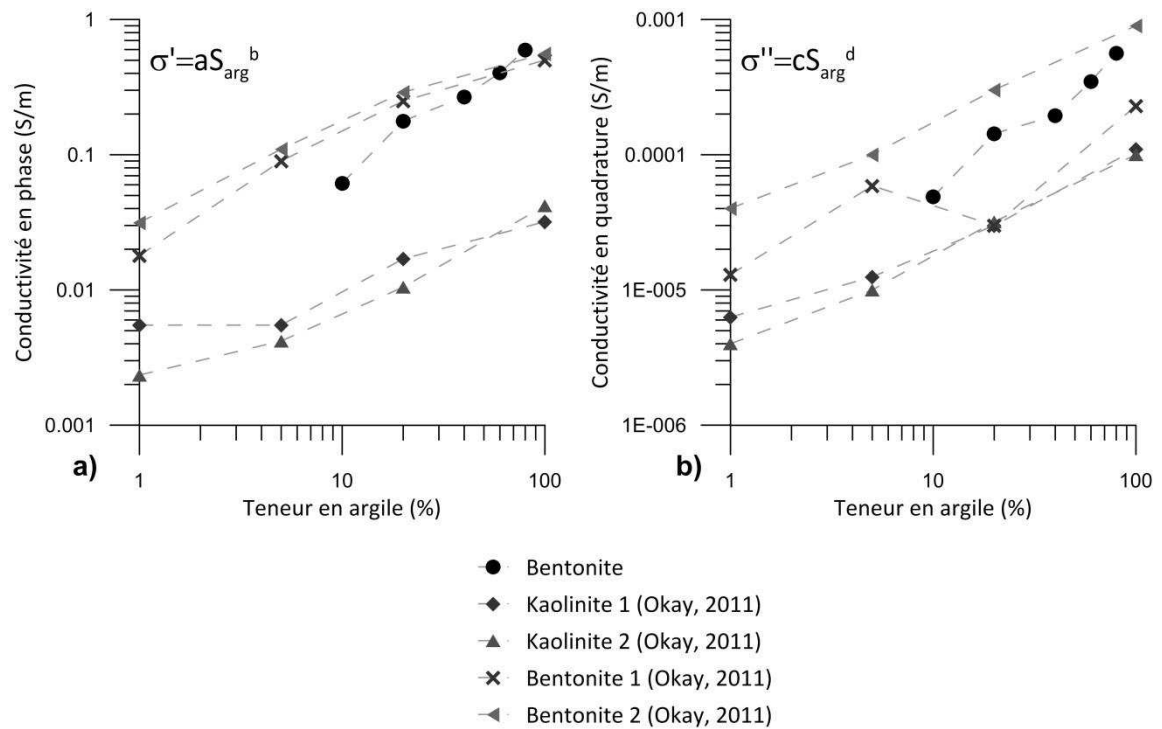 σ'=aSarg^b
Conductivité en phase (S/m)
1
0.1
0.01
0.001
1
10
100
Teneur en argile (%)
a)
σ''=cSarg^d
Conductivité en quadrature (S/m)
0.001
0.0001
1E-005
1E-006
1
10
100
Teneur en argile (%)
b)
Bentonite
Kaolinite 1 (Okay, 2011)
Kaolinite 2 (Okay, 2011)
Bentonite 1 (Okay, 2011)
Bentonite 2 (Okay, 2011)